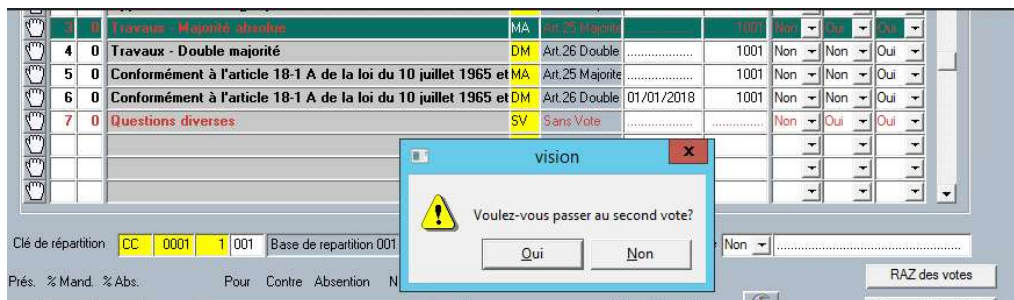 3 0 Travaux - Majorité absolue MA Art.25 Majorite 1001 Non Oui Oui
4 0 Travaux - Double majorité DM Art.26 Double 1001 Non Non Oui
5 0 Conformément à l'article 18-1 A de la loi du 10 juillet 1965 et MA Art.25 Majorite 1001 Non Non Oui
6 0 Conformément à l'article 18-1 A de la loi du 10 juillet 1965 et DM Art.26 Double 01/01/2018 1001 Non Non Oui
7 0 Questions diverses SV Sans Vote Non Oui Oui
vision
Voulez-vous passer au second vote?
Oui Non
Clé de répartition CC 0001 1 001 Base de repartition 001 Non
Prés. % Mand. % Abs. Pour Contre Absention N RAZ des votes